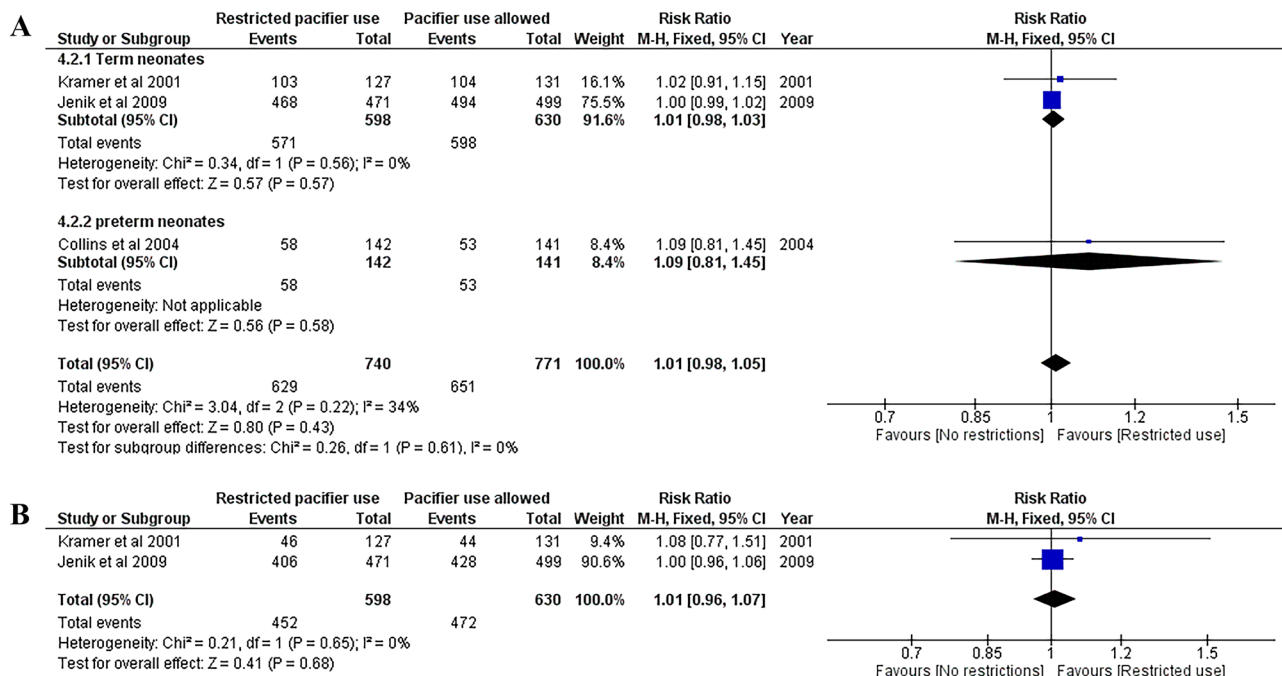 A
Restricted pacifier use Pacifier use allowed Risk Ratio Risk Ratio
Study or Subgroup Events Total Events Total Weight M-H, Fixed, 95% CI Year M-H, Fixed, 95% CI
4.2.1 Term neonates
Kramer et al 2001 103 127 104 131 16.1% 1.02 [0.91, 1.15] 2001
Jenik et al 2009 468 471 494 499 75.5% 1.00 [0.99, 1.02] 2009
Subtotal (95% CI) 598 630 91.6% 1.01 [0.98, 1.03]
Total events 571 598
Heterogeneity: Chi² = 0.34, df = 1 (P = 0.56); I² = 0%
Test for overall effect: Z = 0.57 (P = 0.57)
4.2.2 preterm neonates
Collins et al 2004 58 142 53 141 8.4% 1.09 [0.81, 1.45] 2004
Subtotal (95% CI) 142 141 8.4% 1.09 [0.81, 1.45]
Total events 58 53
Heterogeneity: Not applicable
Test for overall effect: Z = 0.56 (P = 0.58)
Total (95% CI) 740 771 100.0% 1.01 [0.98, 1.05]
Total events 629 651
Heterogeneity: Chi² = 3.04, df = 2 (P = 0.22); I² = 34%
Test for overall effect: Z = 0.80 (P = 0.43)
Test for subgroup differences: Chi² = 0.26, df = 1 (P = 0.61), I² = 0%
0.7 0.85 1 1.2 1.5
Favours [No restrictions] Favours [Restricted use]
B
Restricted pacifier use Pacifier use allowed Risk Ratio Risk Ratio
Study or Subgroup Events Total Events Total Weight M-H, Fixed, 95% CI Year M-H, Fixed, 95% CI
Kramer et al 2001 46 127 44 131 9.4% 1.08 [0.77, 1.51] 2001
Jenik et al 2009 406 471 428 499 90.6% 1.00 [0.96, 1.06] 2009
Total (95% CI) 598 630 100.0% 1.01 [0.96, 1.07]
Total events 452 472
Heterogeneity: Chi² = 0.21, df = 1 (P = 0.65); I² = 0%
Test for overall effect: Z = 0.41 (P = 0.68)
0.7 0.85 1 1.2 1.5
Favours [No restrictions] Favours [Restricted use]